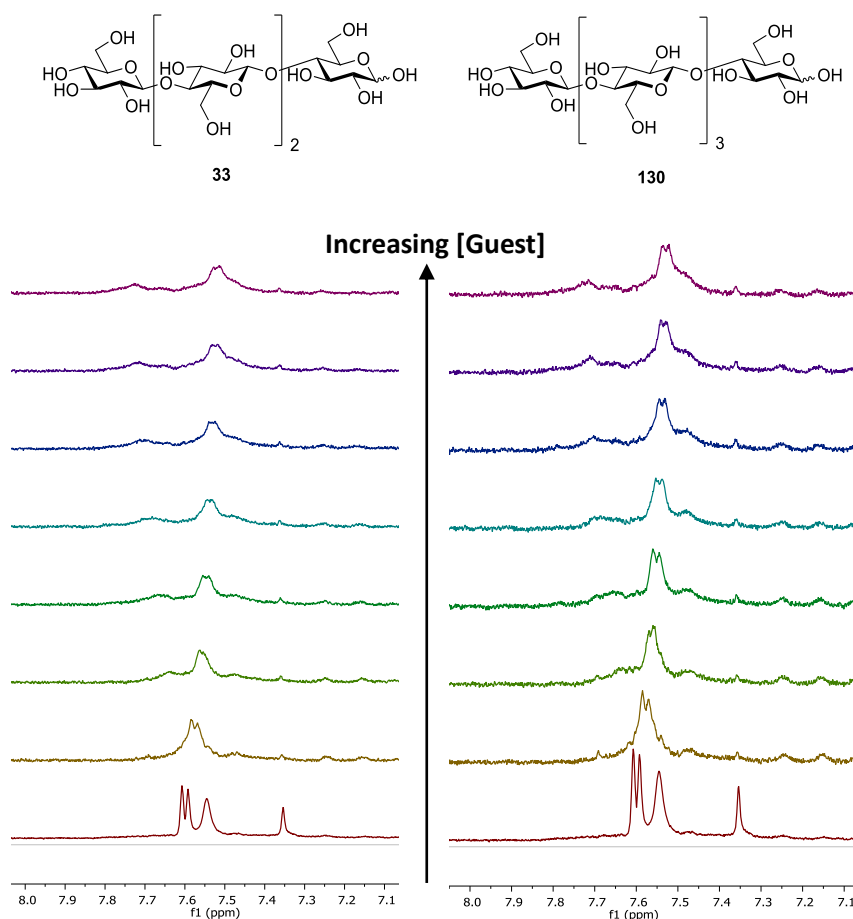 OH
OH
OH
HO
O
O
HO
HO
O
O
O
HO
OH
OH
OH
OH
2
33
OH
OH
OH
HO
O
O
HO
HO
O
O
O
HO
OH
OH
OH
OH
3
130
Increasing [Guest]
8.0 7.9 7.8 7.7 7.6 7.5 7.4 7.3 7.2 7.1
f1 (ppm)
8.0 7.9 7.8 7.7 7.6 7.5 7.4 7.3 7.2 7.1
f1 (ppm)